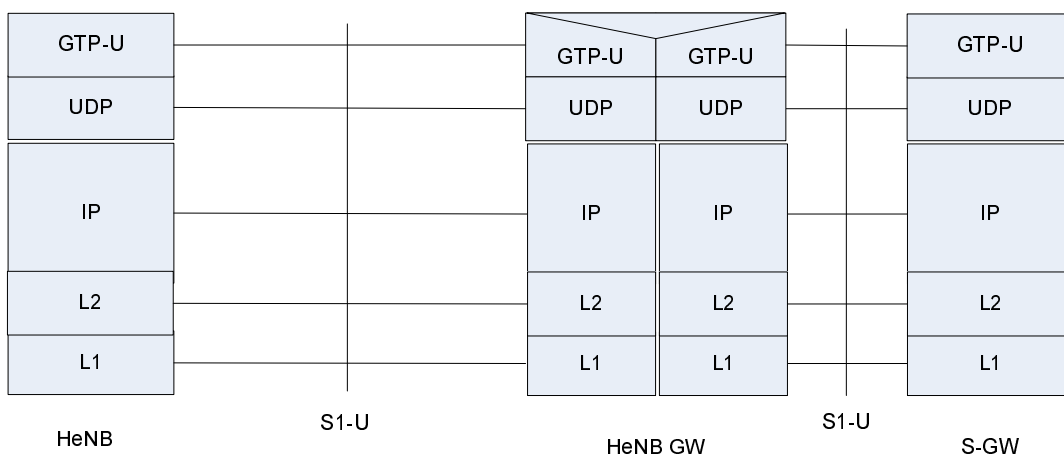 GTP-U GTP-U GTP-U GTP-U
UDP UDP UDP UDP
IP IP IP IP
L2 L2 L2 L2
L1 L1 L1 L1
S1-U S1-U
HeNB HeNB GW S-GW